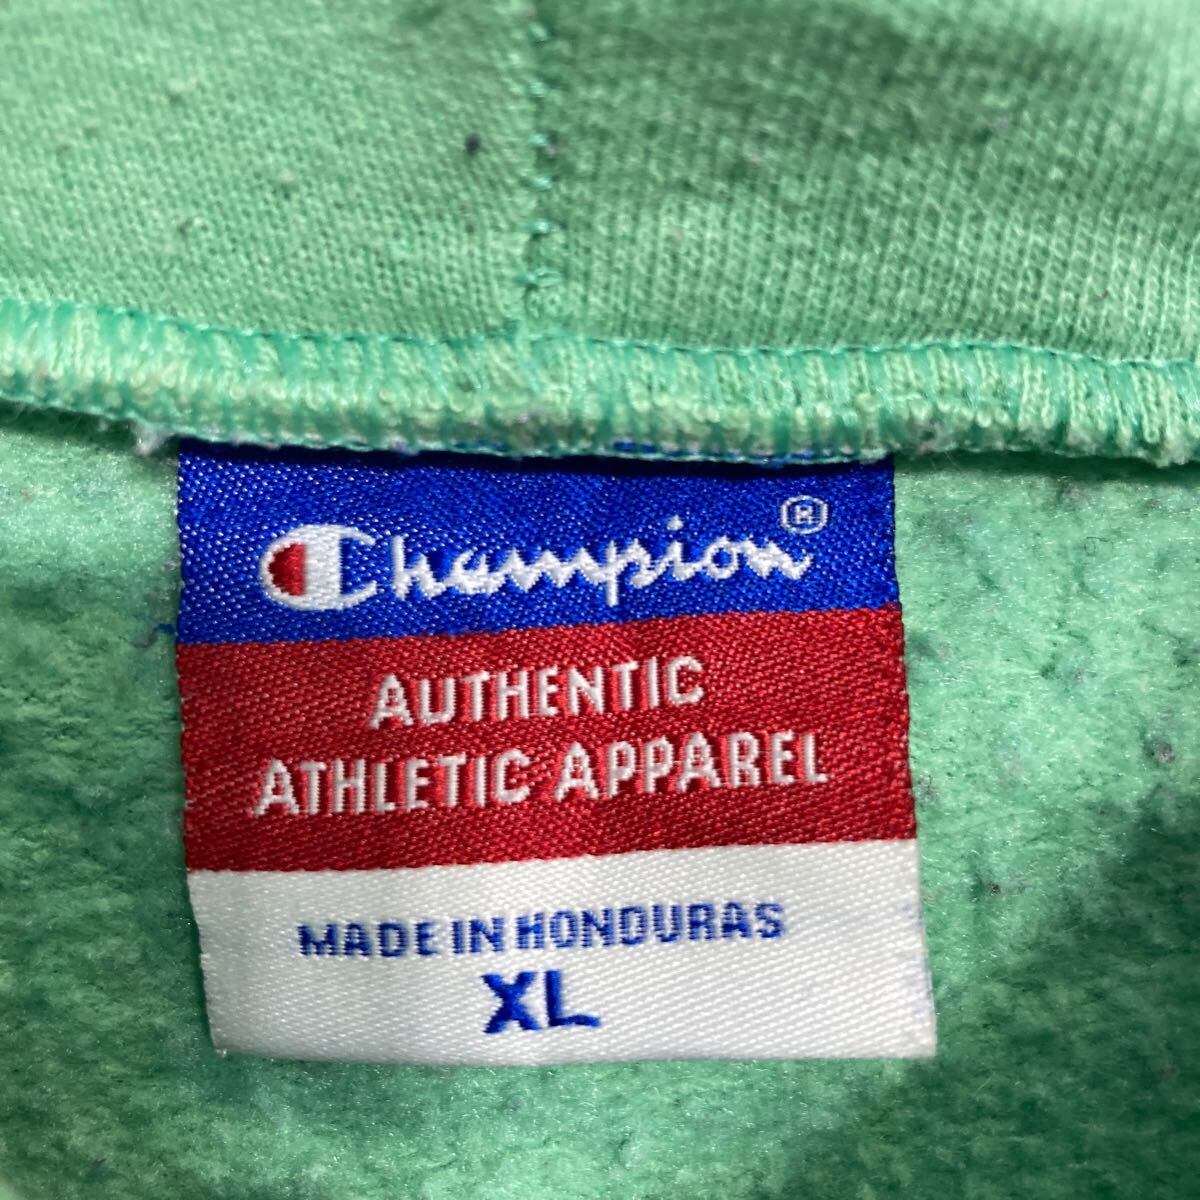 Champion®
AUTHENTIC
ATHLETIC APPAREL
MADE IN HONDURAS
XL